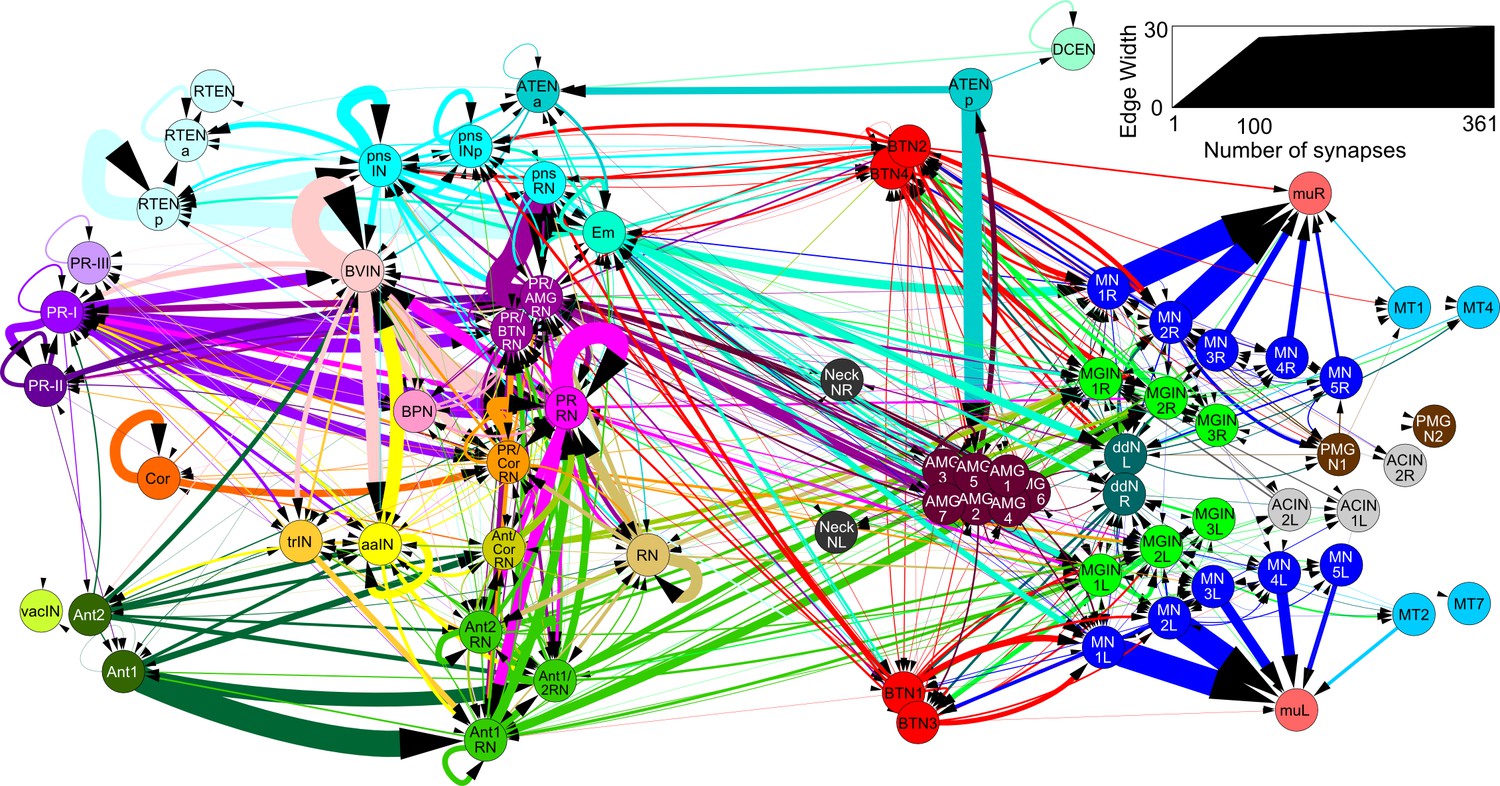 DCEN
30
Edge Width
0
1
100
361
Number of synapses
RTEN
RTEN
a
RTEN
p
pns
IN
pns
INp
pns
RN
ATEN
a
ATEN
p
Em
BTN2
BTN4
muR
PR-III
PR-I
PR-II
BVIN
PR/
AMG
RN
PR/
BTN
RN
BPN
PR
RN
Cor
PR/
Cor
RN
trIN
aaIN
Ant/
Cor
RN
RN
vacIN
Ant2
Ant1
Ant2
RN
Ant1/
2RN
Ant1
RN
Neck
NR
Neck
NL
AMG
3
AMG
5
AMG
1
MG
6
AMG
7
AMG
2
AMG
4
BTN1
BTN3
MN
1R
MN
2R
MN
3R
MN
4R
MN
5R
MT1
MT4
MGIN
1R
MGIN
2R
MGIN
3R
ddN
L
ddN
R
PMG
N1
PMG
N2
ACIN
2R
ACIN
2L
ACIN
1L
MGIN
3L
MGIN
2L
MGIN
1L
MN
5L
MN
4L
MN
3L
MN
2L
MN
1L
MT2
MT7
muL